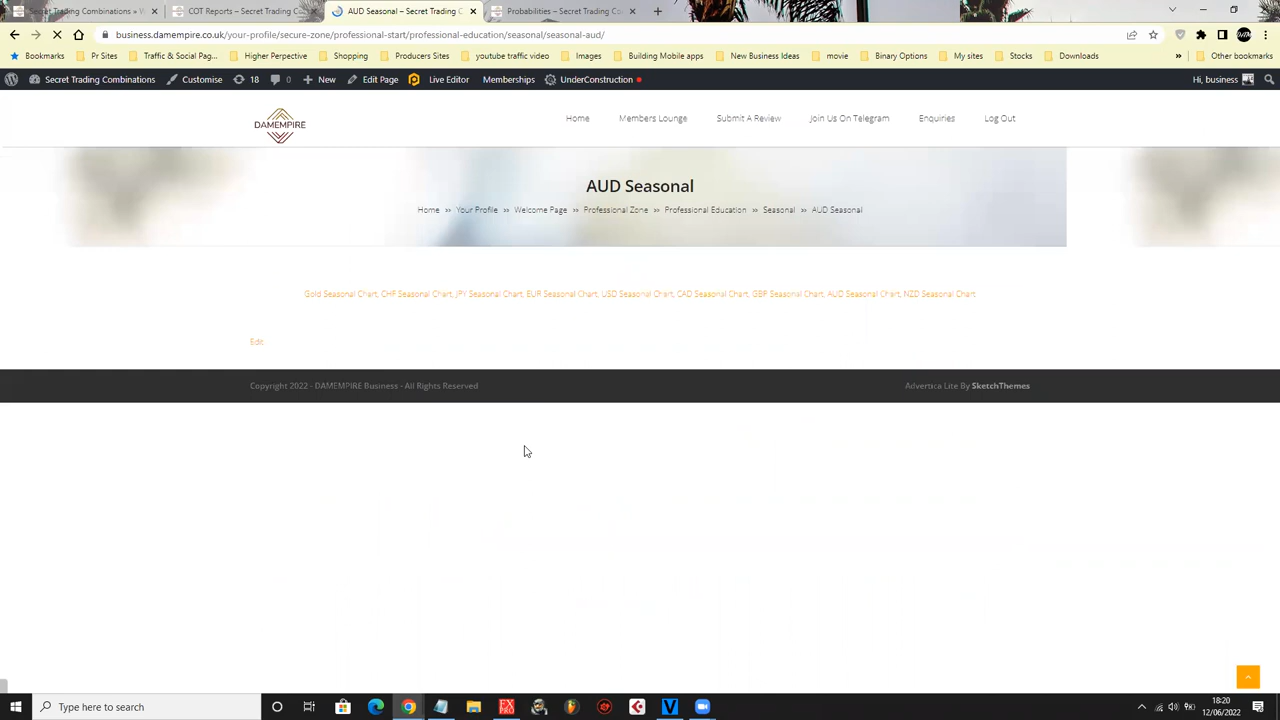 Secret Trading Combinations » W
COT Reports – Secret Trading Co
AUD Seasonal – Secret Trading C
Probabilities – Secret Trading Co
business.damempire.co.uk/your-profile/secure-zone/professional-start/professional-education/seasonal/seasonal-aud/
Bookmarks Pr Sites Traffic & Social Pag... Higher Perpective Shopping Producers Sites youtube traffic video Images Building Mobile apps New Business Ideas movie Binary Options My sites Stocks Downloads » Other bookmarks
Secret Trading Combinations Customise 18 0 New Edit Page Live Editor Memberships UnderConstruction Hi, business
DAMEMPIRE
Home Members Lounge Submit A Review Join Us On Telegram Enquiries Log Out
AUD Seasonal
Home » Your Profile » Welcome Page » Professional Zone » Professional Education » Seasonal » AUD Seasonal
Gold Seasonal Chart, CHF Seasonal Chart, JPY Seasonal Chart, EUR Seasonal Chart, USD Seasonal Chart, CAD Seasonal Chart, GBP Seasonal Chart, AUD Seasonal Chart, NZD Seasonal Chart
Edit
Copyright 2022 - DAMEMPIRE Business - All Rights Reserved
Advertica Lite By SketchThemes
Type here to search
18:20
12/06/2022